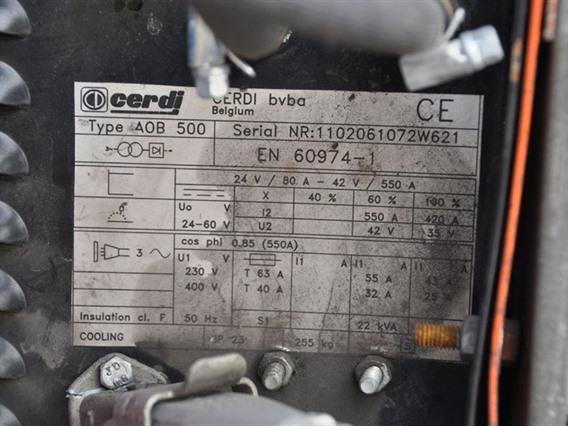 cerdi CERDI bvba CE
Belgium
Type AOB 500 Serial NR:1102061072W621
EN 60974-1
24 V / 80 A - 42 V / 550 A
X 40 % 60 % 100 %
Uo V I2 550 A 420 A
24-60 V U2 42 V 35 V
cos phi 0,85 (550A)
3 U1 V I1 A I1 A I1 A
230 V T 63 A 55 A
400 V T 40 A 32 A
Insulation cl. F 50 Hz S1 22 kVA
COOLING IP 23 255 kg